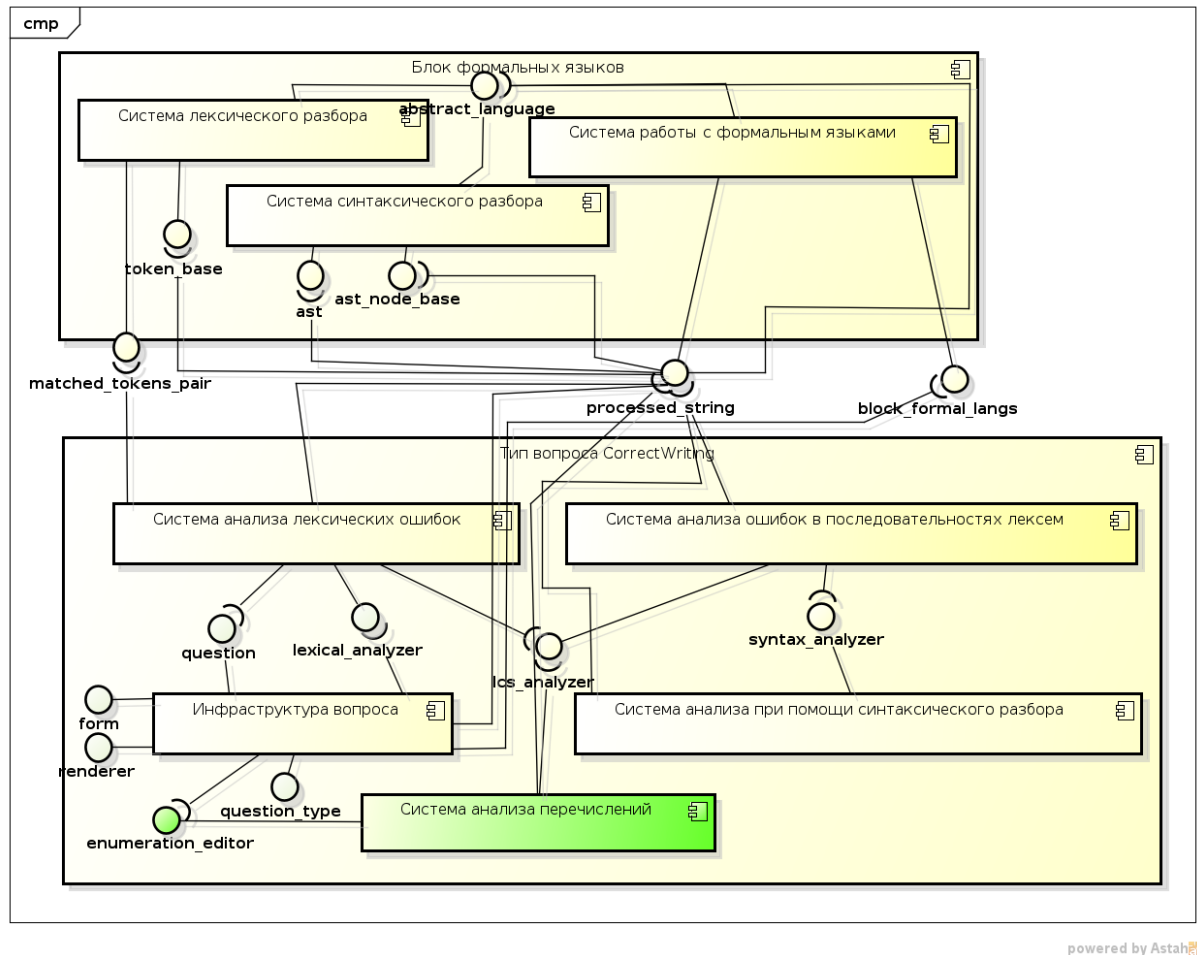 cmp
Блок формальных языков
abstract_language
Система лексического разбора
Система работы с формальным языками
Система синтаксического разбора
token_base
ast_node_base
ast
matched_tokens_pair
processed_string
block_formal_langs
Тип вопроса CorrectWriting
Система анализа лексических ошибок
Система анализа ошибок в последовательностях лексем
question
lexical_analyzer
syntax_analyzer
lcs_analyzer
Инфраструктура вопроса
Система анализа при помощи синтаксического разбора
form
renderer
question_type
Система анализа перечислений
enumeration_editor
powered by Astah